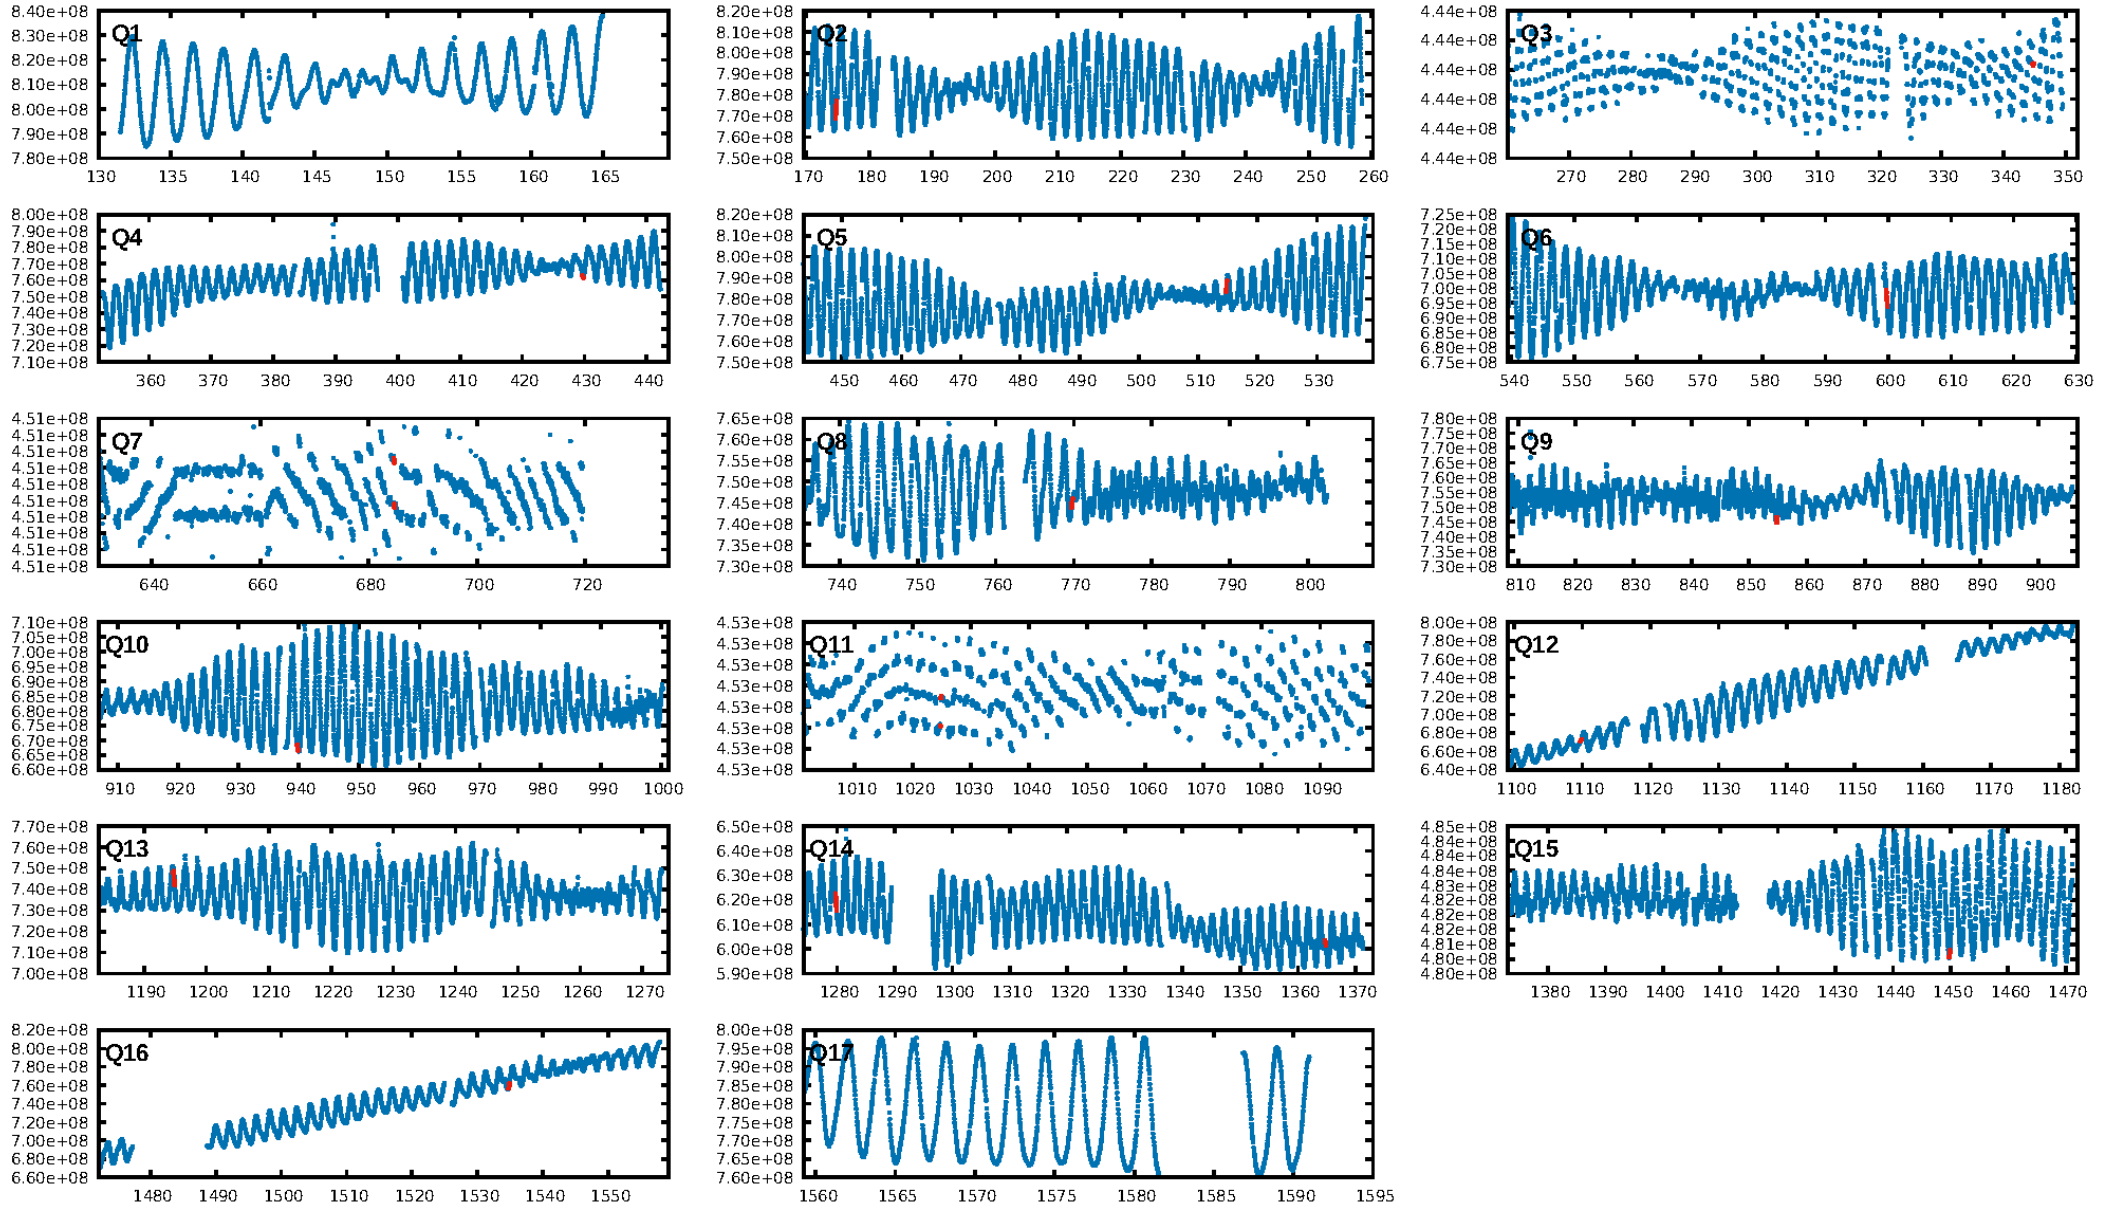 8.40e+08
8.30e+08
8.20e+08
8.10e+08
8.00e+08
7.90e+08
7.80e+08
Q1
130 135 140 145 150 155 160 165
8.20e+08
8.10e+08
8.00e+08
7.90e+08
7.80e+08
7.70e+08
7.60e+08
7.50e+08
Q2
170 180 190 200 210 220 230 240 250 260
4.44e+08
4.44e+08
4.44e+08
4.44e+08
4.44e+08
4.44e+08
Q3
270 280 290 300 310 320 330 340 350
8.00e+08
7.90e+08
7.80e+08
7.70e+08
7.60e+08
7.50e+08
7.40e+08
7.30e+08
7.20e+08
7.10e+08
Q4
360 370 380 390 400 410 420 430 440
8.20e+08
8.10e+08
8.00e+08
7.90e+08
7.80e+08
7.70e+08
7.60e+08
7.50e+08
Q5
450 460 470 480 490 500 510 520 530
7.25e+08
7.20e+08
7.15e+08
7.10e+08
7.05e+08
7.00e+08
6.95e+08
6.90e+08
6.85e+08
6.80e+08
6.75e+08
Q6
540 550 560 570 580 590 600 610 620 630
4.51e+08
4.51e+08
4.51e+08
4.51e+08
4.51e+08
4.51e+08
4.51e+08
4.51e+08
4.51e+08
4.51e+08
Q7
640 660 680 700 720
7.65e+08
7.60e+08
7.55e+08
7.50e+08
7.45e+08
7.40e+08
7.35e+08
7.30e+08
Q8
740 750 760 770 780 790 800
7.80e+08
7.75e+08
7.70e+08
7.65e+08
7.60e+08
7.55e+08
7.50e+08
7.45e+08
7.40e+08
7.35e+08
7.30e+08
Q9
810 820 830 840 850 860 870 880 890 900
7.10e+08
7.05e+08
7.00e+08
6.95e+08
6.90e+08
6.85e+08
6.80e+08
6.75e+08
6.70e+08
6.65e+08
6.60e+08
Q10
910 920 930 940 950 960 970 980 990 1000
4.53e+08
4.53e+08
4.53e+08
4.53e+08
4.53e+08
4.53e+08
4.53e+08
4.53e+08
Q11
1010 1020 1030 1040 1050 1060 1070 1080 1090
8.00e+08
7.80e+08
7.60e+08
7.40e+08
7.20e+08
7.00e+08
6.80e+08
6.60e+08
6.40e+08
Q12
1100 1110 1120 1130 1140 1150 1160 1170 1180
7.70e+08
7.60e+08
7.50e+08
7.40e+08
7.30e+08
7.20e+08
7.10e+08
7.00e+08
Q13
1190 1200 1210 1220 1230 1240 1250 1260 1270
6.50e+08
6.40e+08
6.30e+08
6.20e+08
6.10e+08
6.00e+08
5.90e+08
Q14
1280 1290 1300 1310 1320 1330 1340 1350 1360 1370
4.85e+08
4.84e+08
4.84e+08
4.83e+08
4.83e+08
4.82e+08
4.82e+08
4.81e+08
4.81e+08
4.80e+08
4.80e+08
Q15
1380 1390 1400 1410 1420 1430 1440 1450 1460 1470
8.20e+08
8.00e+08
7.80e+08
7.60e+08
7.40e+08
7.20e+08
7.00e+08
6.80e+08
6.60e+08
Q16
1480 1490 1500 1510 1520 1530 1540 1550
8.00e+08
7.95e+08
7.90e+08
7.85e+08
7.80e+08
7.75e+08
7.70e+08
7.65e+08
7.60e+08
Q17
1560 1565 1570 1575 1580 1585 1590 1595